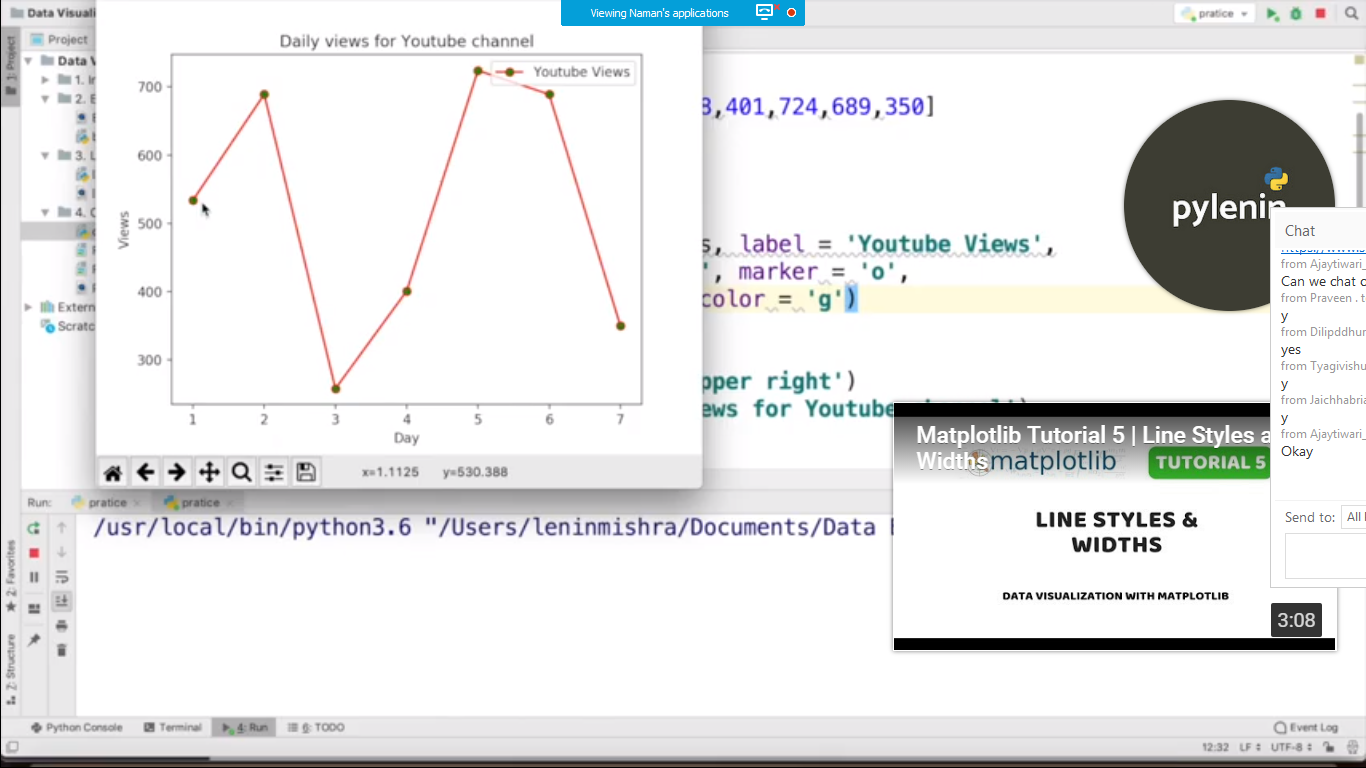 Data Visuali
Viewing Naman's applications
pratice
Project
1: Project
Data V
1. Ir
2. E
3. L
4. C
Extern
Scratc
Daily views for Youtube channel
Youtube Views
700
600
500
400
300
Views
1 2 3 4 5 6 7
Day
x=1.1125 y=530.388
8,401,724,689,350]
s, label = 'Youtube Views',
', marker = 'o',
color = 'g')
pper right')
ews for Youtube
pylenin
Chat
from Ajaytiwari_
Can we chat c
from Praveen . t
y
from Dilipddhur
yes
from Tyagivishu
y
from Jaichhabria
y
from Ajaytiwari_
Okay
Send to: All
Matplotlib Tutorial 5 | Line Styles a
Widths
matplotlib
TUTORIAL 5
LINE STYLES &
WIDTHS
DATA VISUALIZATION WITH MATPLOTLIB
3:08
Run: pratice pratice
/usr/local/bin/python3.6 "/Users/leninmishra/Documents/Data
2: Favorites
Z: Structure
Python Console Terminal 4: Run 6: TODO
Event Log
12:32 LF UTF-8